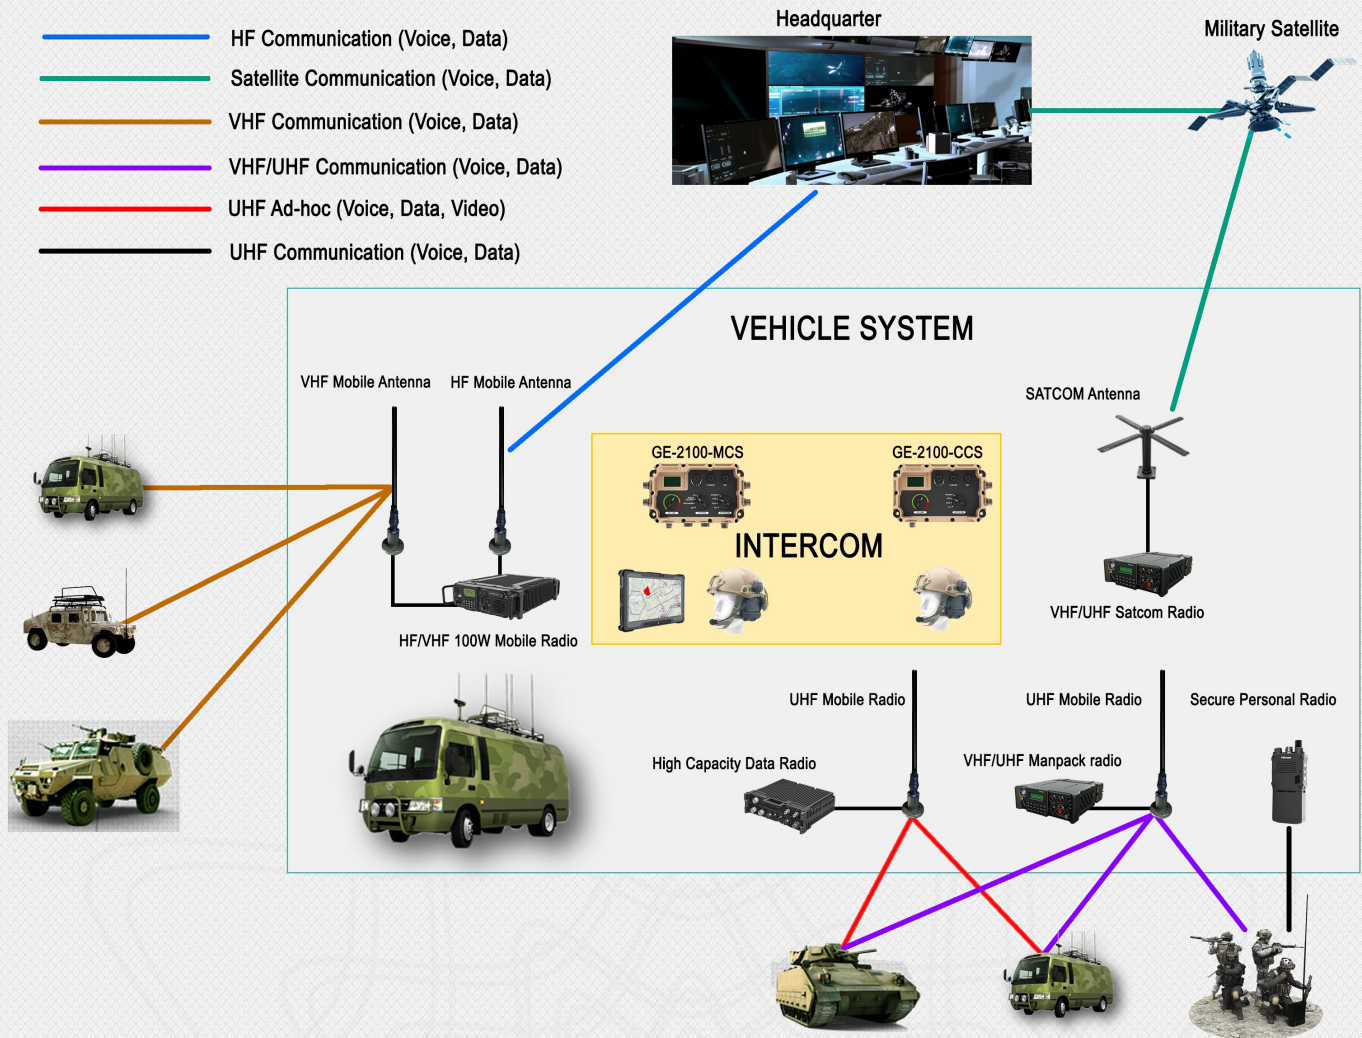 Headquarter
Military Satellite
HF Communication (Voice, Data)
Satellite Communication (Voice, Data)
VHF Communication (Voice, Data)
VHF/UHF Communication (Voice, Data)
UHF Ad-hoc (Voice, Data, Video)
UHF Communication (Voice, Data)
VEHICLE SYSTEM
VHF Mobile Antenna
HF Mobile Antenna
SATCOM Antenna
GE-2100-MCS
GE-2100-CCS
INTERCOM
VHF/UHF Satcom Radio
HF/VHF 100W Mobile Radio
UHF Mobile Radio
UHF Mobile Radio
Secure Personal Radio
High Capacity Data Radio
VHF/UHF Manpack radio